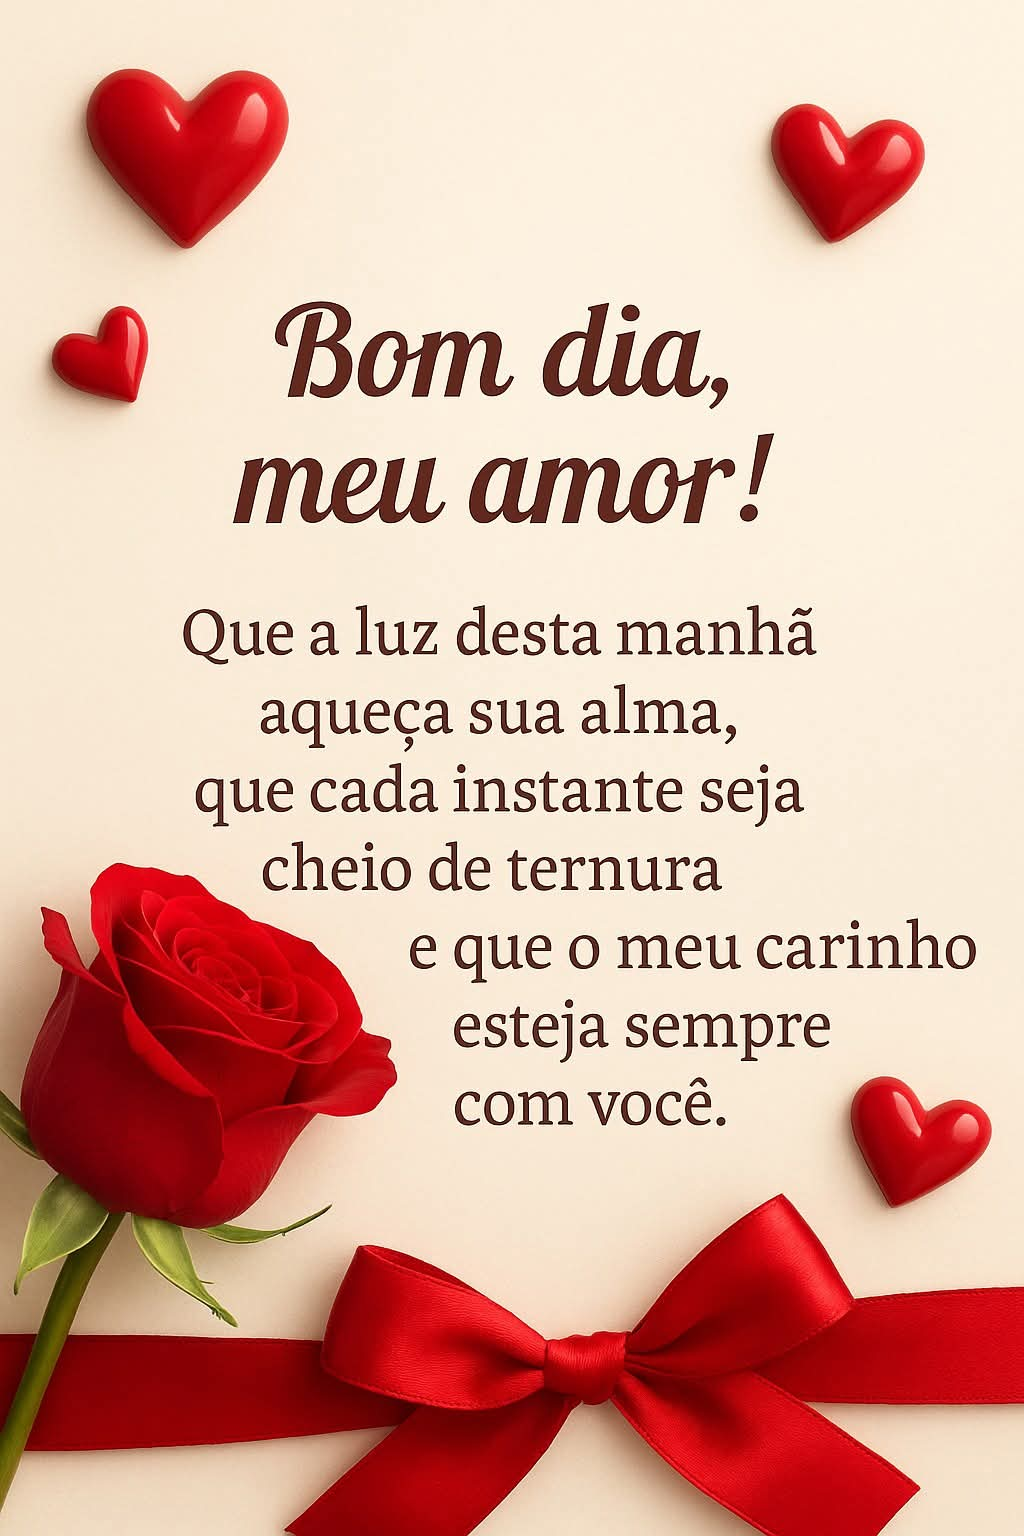 Bom dia,
meu amor!
Que a luz desta manhã
aqueça sua alma,
que cada instante seja
cheio de ternura
e que o meu carinho
esteja sempre
com você.